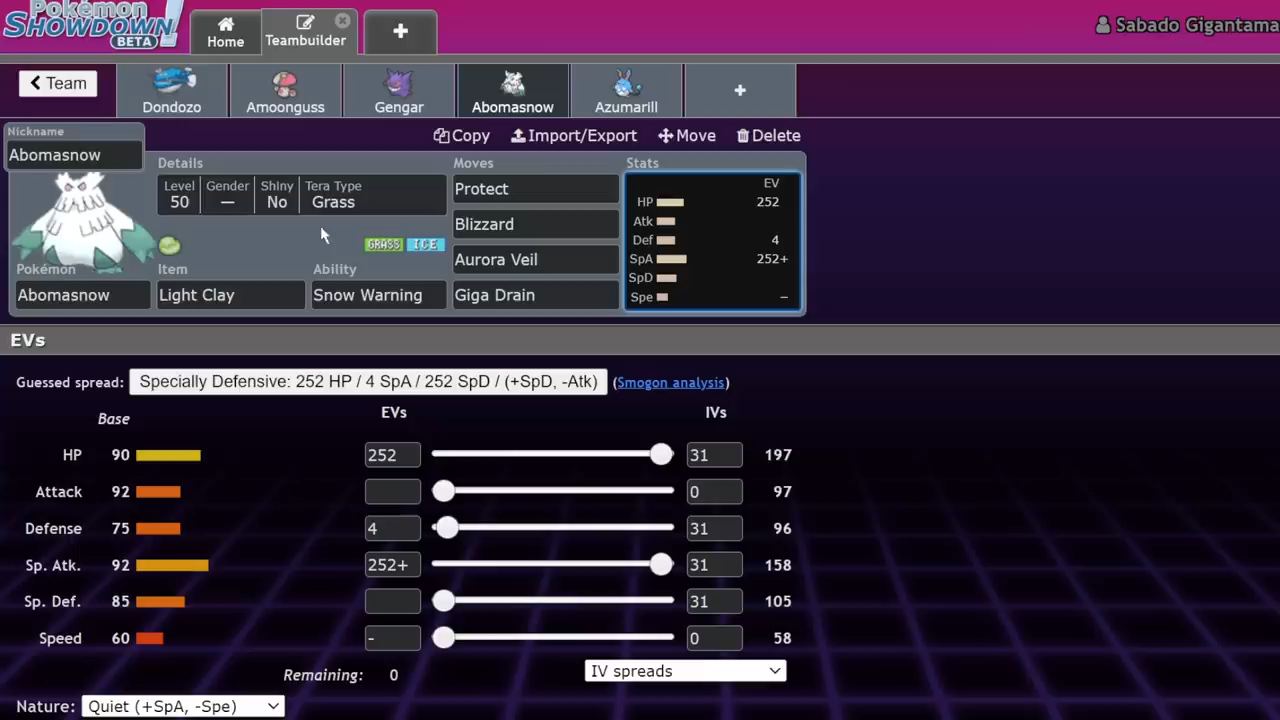 Pokémon
SHOWDOWN!
BETA
Home
Teambuilder
+
Sabado Gigantama
Team
Dondozo
Amoonguss
Gengar
Abomasnow
Azumarill
+
Nickname
Abomasnow
Copy
Import/Export
Move
Delete
Details
Moves
Stats
Level
Gender
Shiny
Tera Type
50
—
No
Grass
GRASS
ICE
Pokémon
Abomasnow
Item
Light Clay
Ability
Snow Warning
Protect
Blizzard
Aurora Veil
Giga Drain
EV
HP 252
Atk
Def 4
SpA 252+
SpD
Spe –
EVs
Guessed spread: Specially Defensive: 252 HP / 4 SpA / 252 SpD / (+SpD, -Atk) (Smogon analysis)
Base EVs IVs
HP 90 252 31 197
Attack 92 0 97
Defense 75 4 31 96
Sp. Atk. 92 252+ 31 158
Sp. Def. 85 31 105
Speed 60 - 0 58
Remaining: 0
IV spreads
Nature: Quiet (+SpA, -Spe)